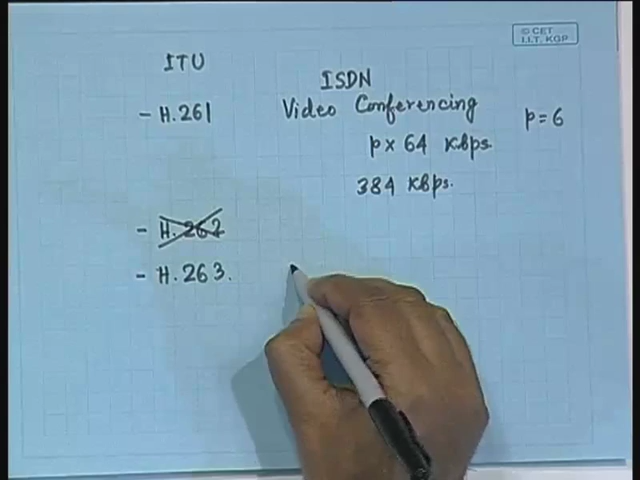 © CET
I.I.T. KGP
ITU
ISDN
- H.261 Video Conferencing p = 6
p x 64 Kbps.
384 Kbps.
- H.262
- H.263.